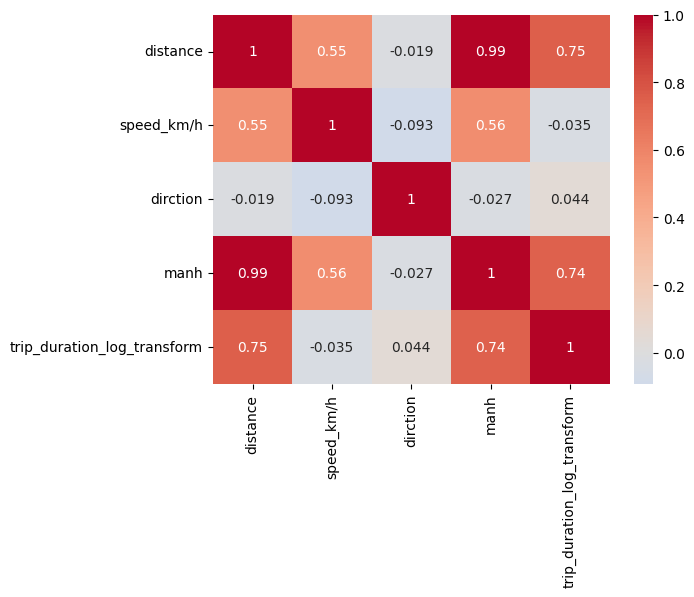 distance 1 0.55 -0.019 0.99 0.75
speed_km/h 0.55 1 -0.093 0.56 -0.035
dirction -0.019 -0.093 1 -0.027 0.044
manh 0.99 0.56 -0.027 1 0.74
trip_duration_log_transform 0.75 -0.035 0.044 0.74 1
distance
speed_km/h
dirction
manh
trip_duration_log_transform
1.0
0.8
0.6
0.4
0.2
0.0